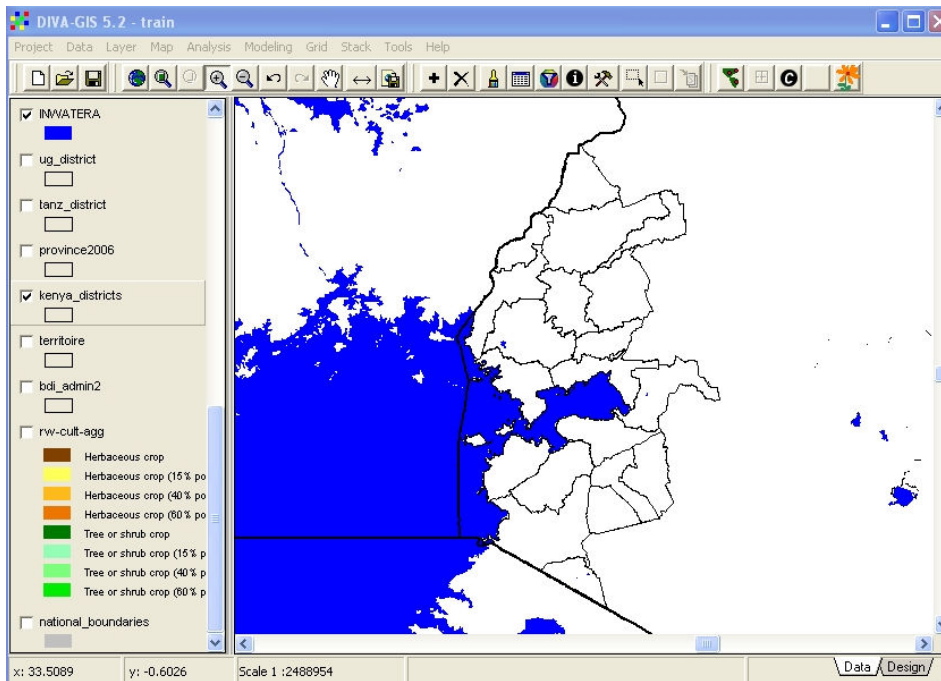 DIVA-GIS 5.2 - train
Project Data Layer Map Analysis Modeling Grid Stack Tools Help
INWATERA
ug_district
tanz_district
province2006
kenya_districts
territoire
bdi_admin2
rw-cult-agg
Herbaceous crop
Herbaceous crop (15% po
Herbaceous crop (40% po
Herbaceous crop (60% po
Tree or shrub crop
Tree or shrub crop (15% p
Tree or shrub crop (40% p
Tree or shrub crop (60% p
national_boundaries
x: 33.5089 y: -0.6026 Scale 1 :2488954 Data Design